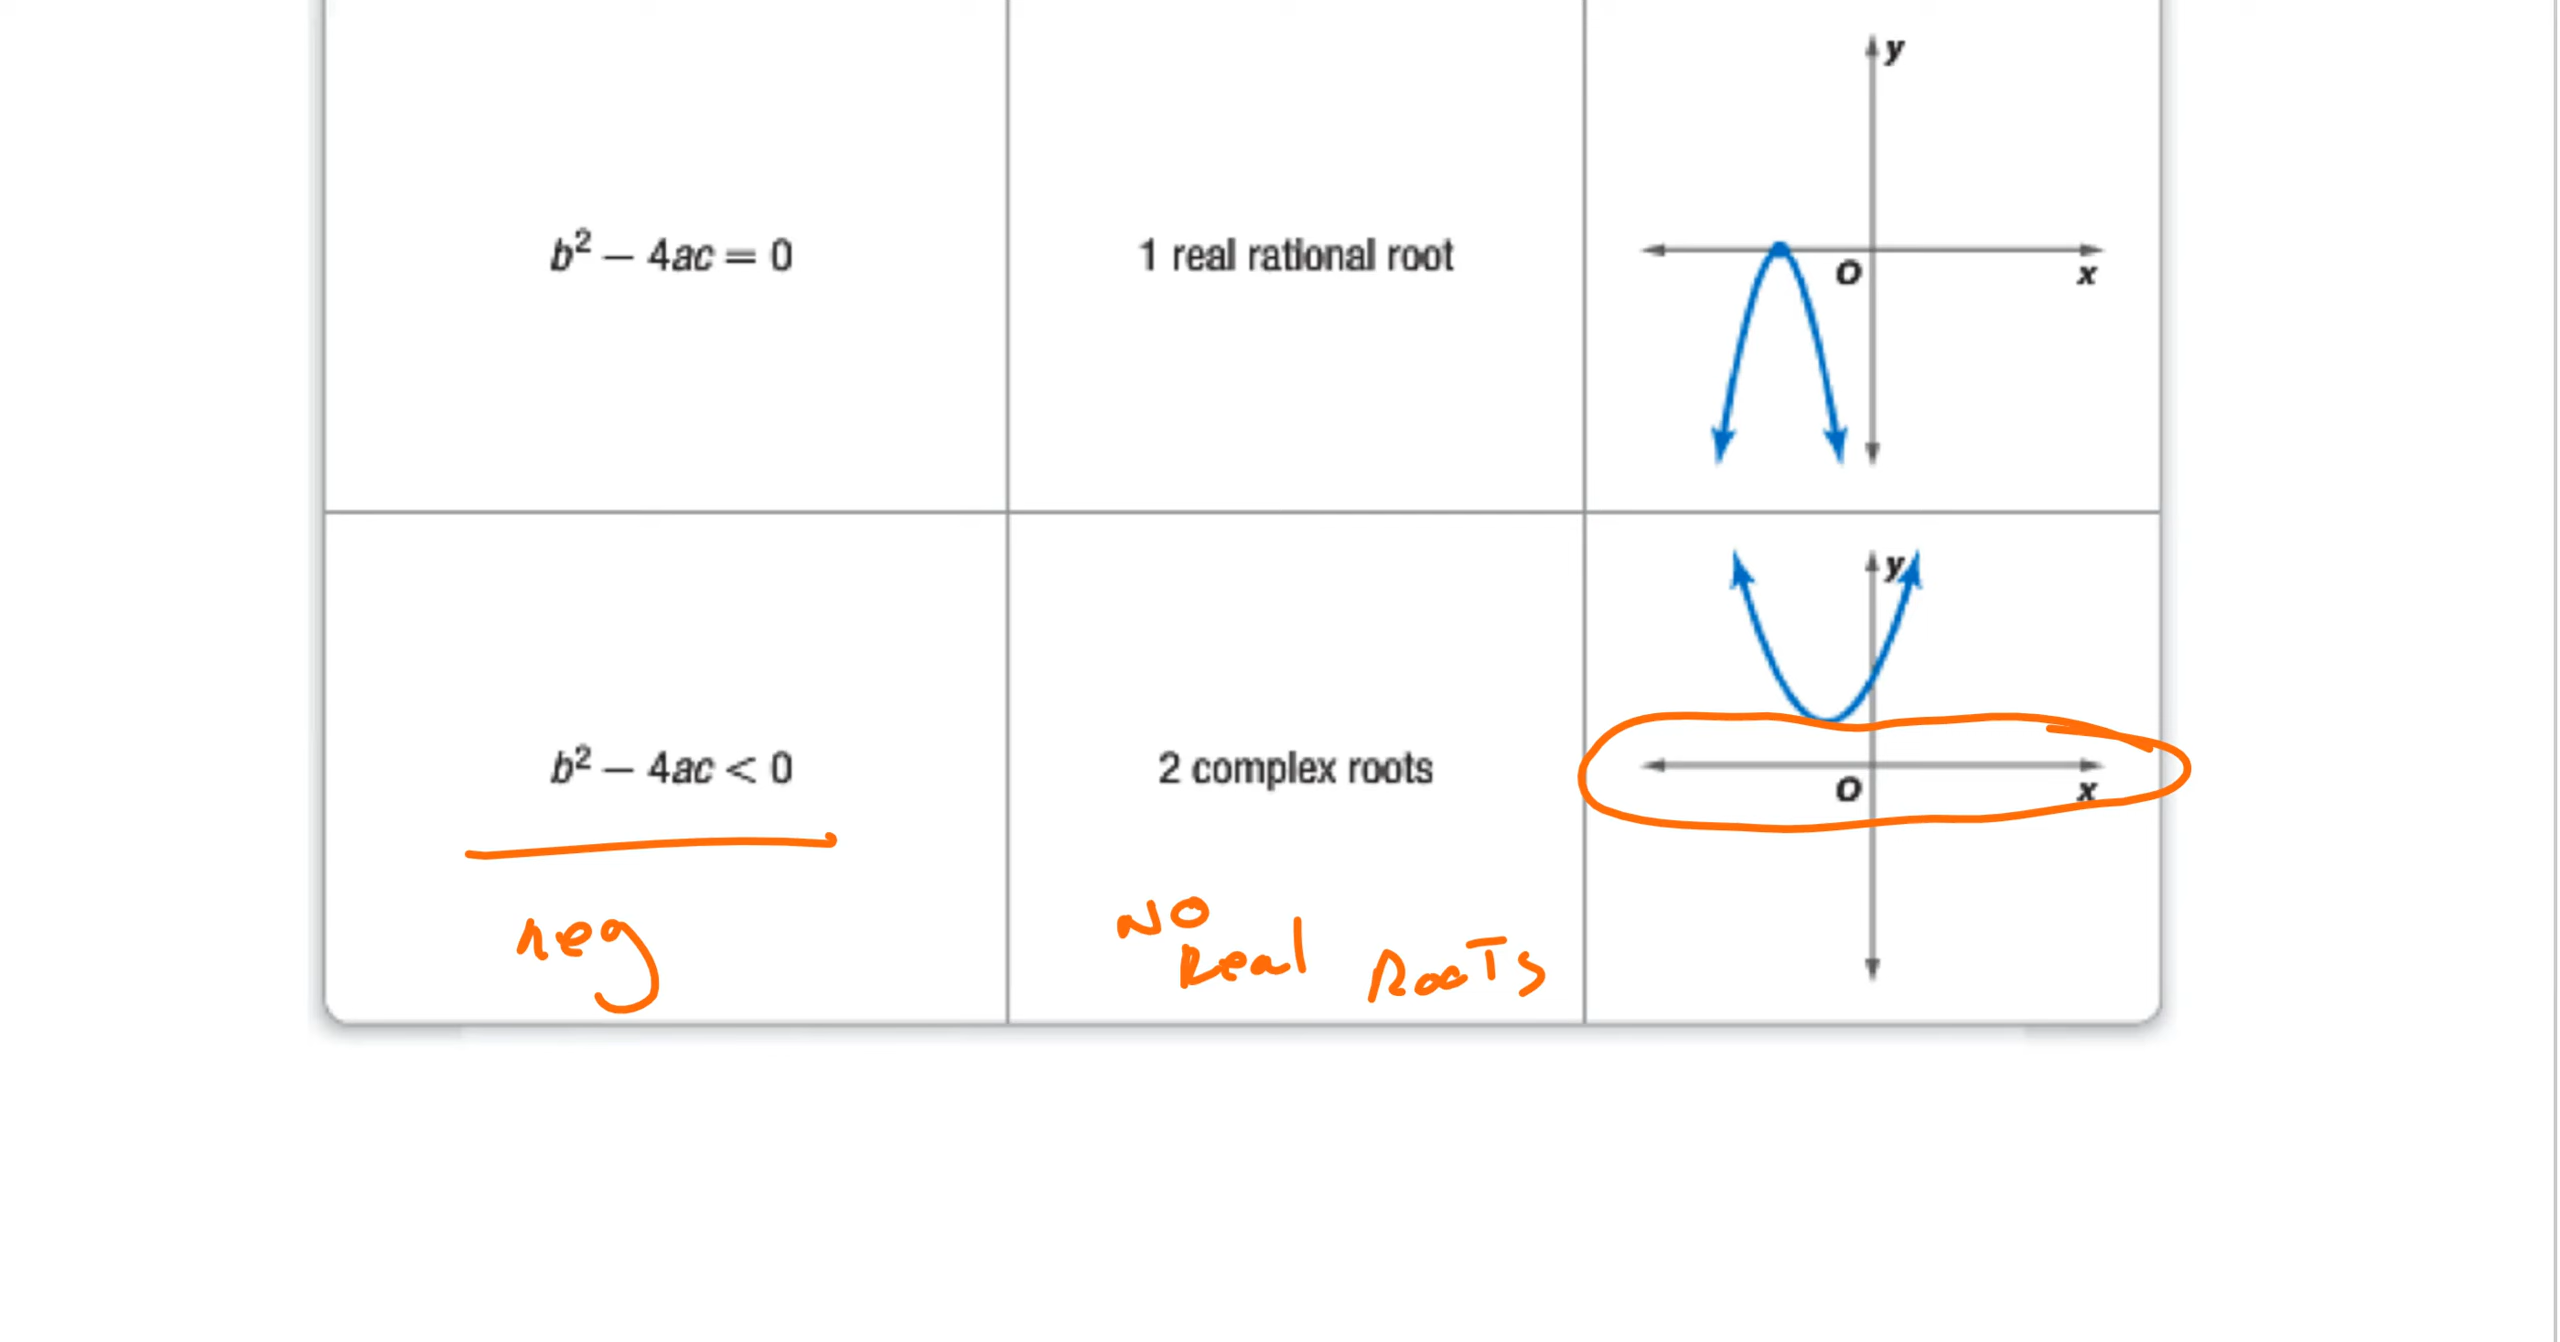 y
b² – 4ac = 0
1 real rational root
O
x
y
b² – 4ac < 0
2 complex roots
O
x
neg
NO
Real Roots